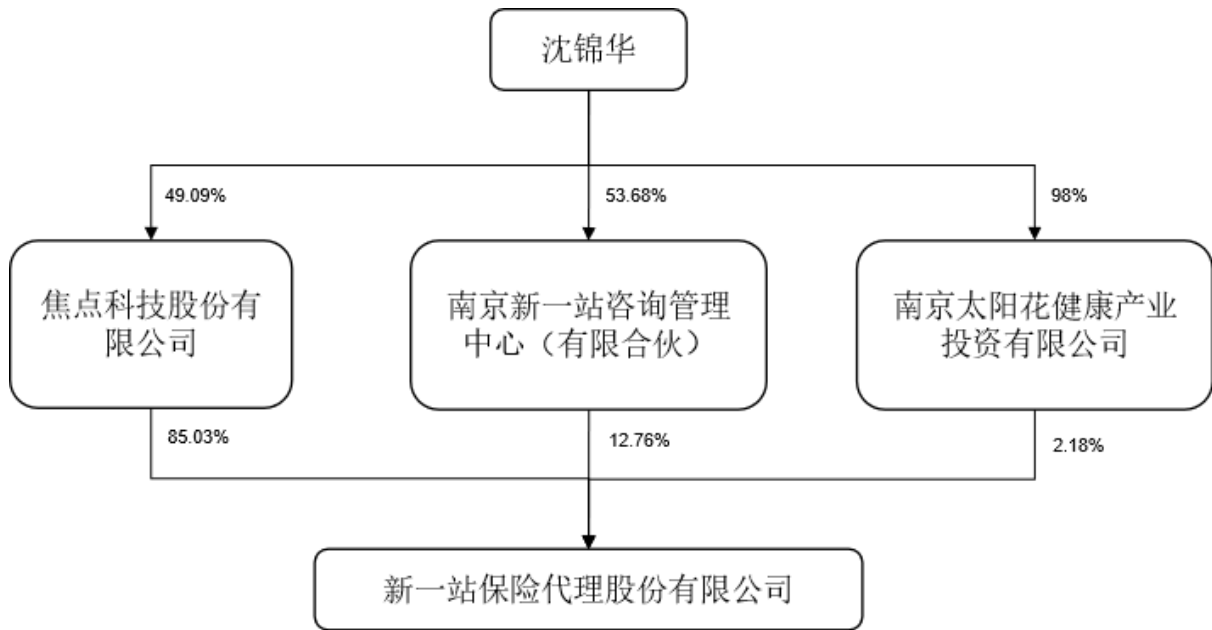 沈锦华
49.09%
53.68%
98%
焦点科技股份有
限公司
南京新一站咨询管理
中心（有限合伙）
南京太阳花健康产业
投资有限公司
85.03%
12.76%
2.18%
新一站保险代理股份有限公司